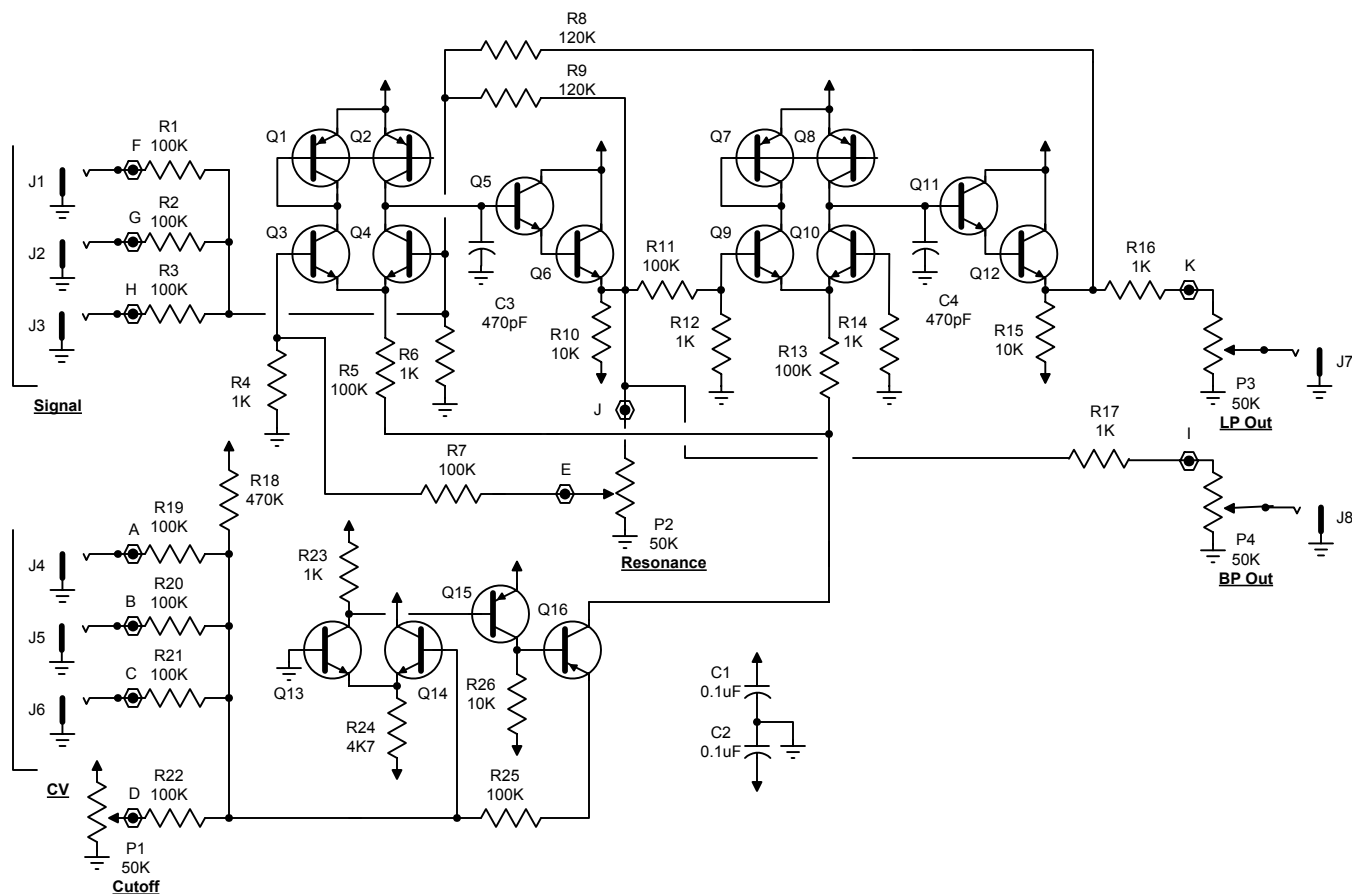 R8
120K
R9
120K
Q1
Q2
Q7
Q8
R1
100K
F
J1
R2
100K
G
J2
R3
100K
H
J3
Signal
Q3
Q4
Q5
Q6
C3
470pF
R4
1K
R5
100K
R6
1K
R10
10K
R11
100K
R12
1K
Q9
Q10
R13
100K
R14
1K
Q11
Q12
C4
470pF
R15
10K
R16
1K
K
J7
P3
50K
LP Out
R17
1K
I
J8
P4
50K
BP Out
J
R7
100K
E
P2
50K
Resonance
R18
470K
R19
100K
A
J4
R20
100K
B
J5
R21
100K
C
J6
CV
R22
100K
D
P1
50K
Cutoff
R23
1K
Q13
Q14
R24
4K7
Q15
Q16
R26
10K
R25
100K
C1
0.1uF
C2
0.1uF